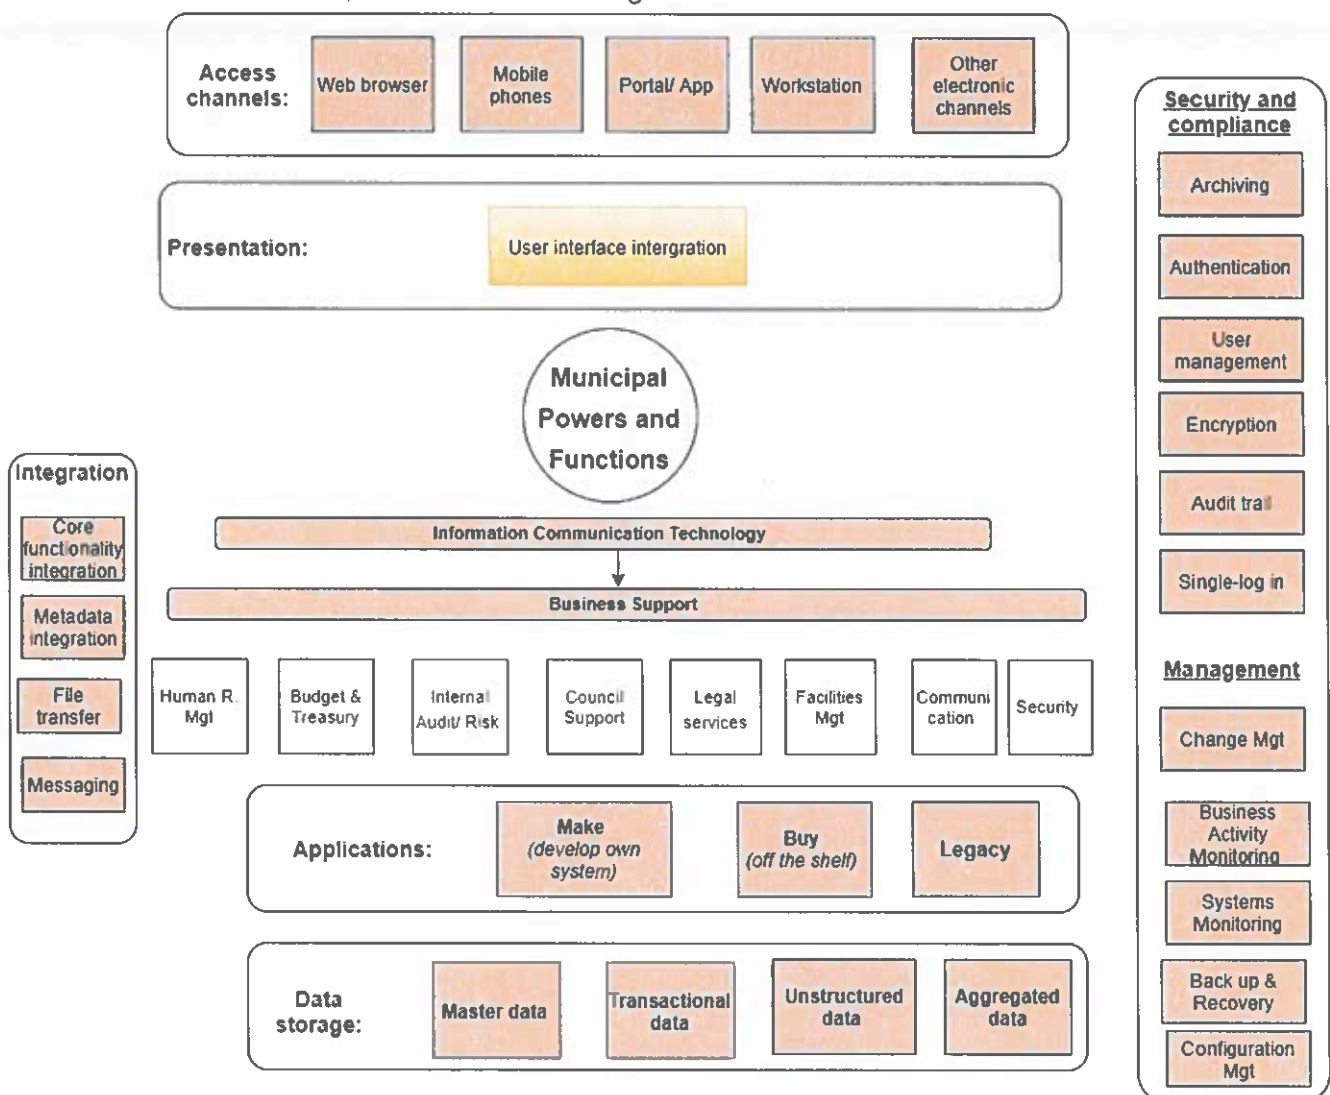 Access
channels:
Web browser
Mobile
phones
Portal/ App
Workstation
Other
electronic
channels
Presentation:
User interface intergration
Municipal
Powers and
Functions
Information Communication Technology
Business Support
Integration
Core
functionality
integration
Metadata
integration
File
transfer
Messaging
Human R.
Mgt
Budget &
Treasury
Internal
Audit/ Risk
Council
Support
Legal
services
Facilities
Mgt
Communi
cation
Security
Applications:
Make
(develop own
system)
Buy
(off the shelf)
Legacy
Data
storage:
Master data
Transactional
data
Unstructured
data
Aggregated
data
Security and
compliance
Archiving
Authentication
User
management
Encryption
Audit trail
Single-log in
Management
Change Mgt
Business
Activity
Monitoring
Systems
Monitoring
Back up &
Recovery
Configuration
Mgt